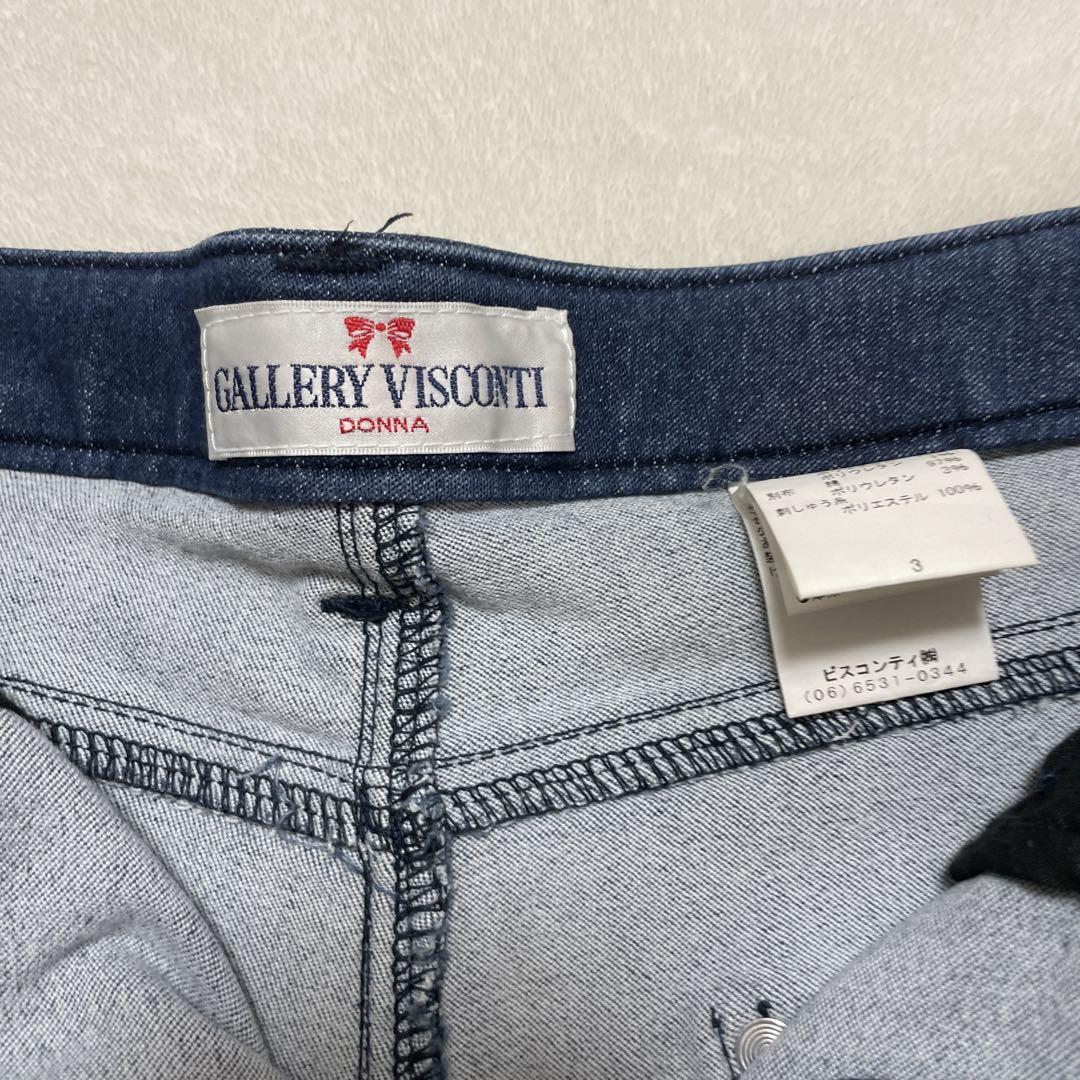 GALLERY VISCONTI
DONNA
ポリウレタン
別布 綿 97%
ポリウレタン 3%
刺しゅう糸 ポリエステル 100%
3
ビスコンティ㈱
(06)6531-0344